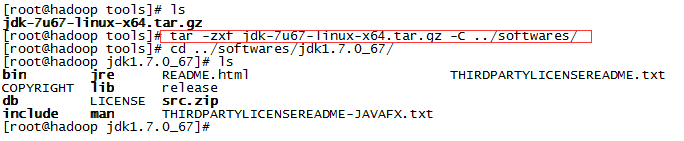 [root@hadoop tools]# ls
jdk-7u67-linux-x64.tar.gz
[root@hadoop tools]# tar -zxf jdk-7u67-linux-x64.tar.gz -C ../softwares/
[root@hadoop tools]# cd ../softwares/jdk1.7.0_67/
[root@hadoop jdk1.7.0_67]# ls
bin jre README.html THIRDPARTYLICENSEREADME.txt
COPYRIGHT lib release
db LICENSE src.zip
include man THIRDPARTYLICENSEREADME-JAVAFX.txt
[root@hadoop jdk1.7.0_67]#